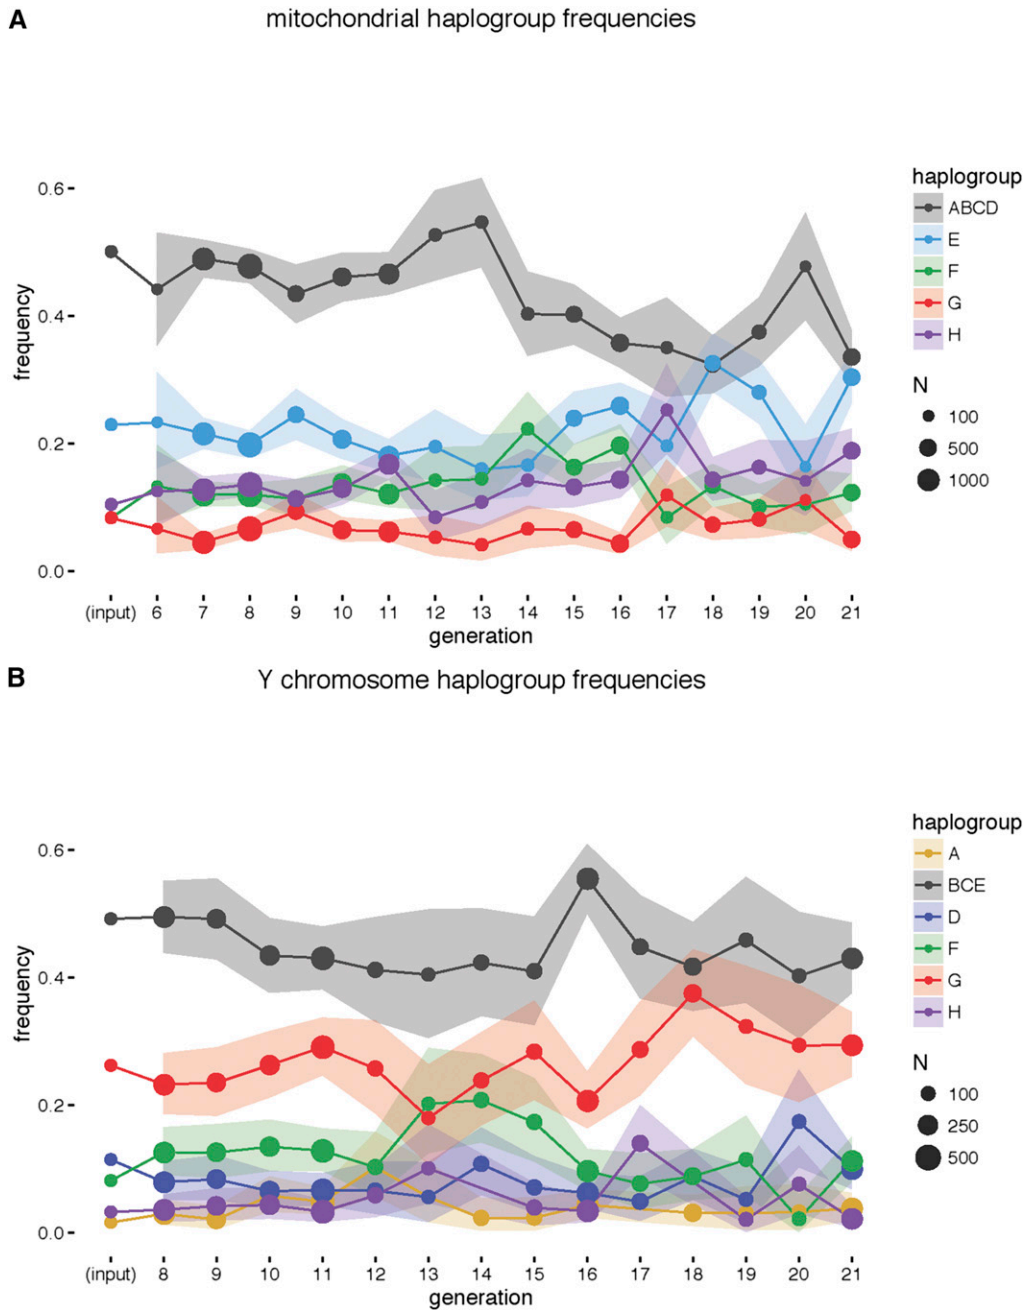 A
mitochondrial haplogroup frequencies
haplogroup
ABCD
E
F
G
H
N
100
500
1000
frequency
0.6
0.4
0.2
0.0
(input) 6 7 8 9 10 11 12 13 14 15 16 17 18 19 20 21
generation
B
Y chromosome haplogroup frequencies
haplogroup
A
BCE
D
F
G
H
N
100
250
500
frequency
0.6
0.4
0.2
0.0
(input) 8 9 10 11 12 13 14 15 16 17 18 19 20 21
generation